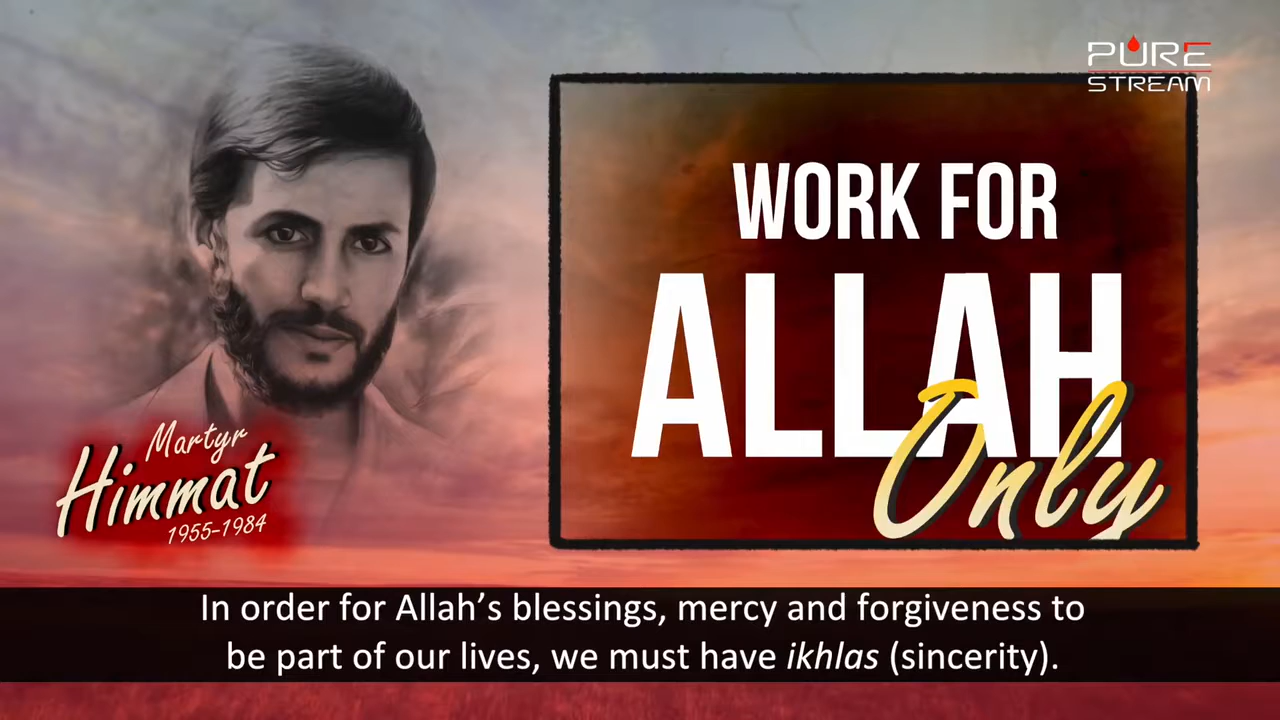 PURE
STREAM
WORK FOR
ALLAH
Only
Martyr
Himmat
1955-1984
In order for Allah’s blessings, mercy and forgiveness to
be part of our lives, we must have ikhlas (sincerity).